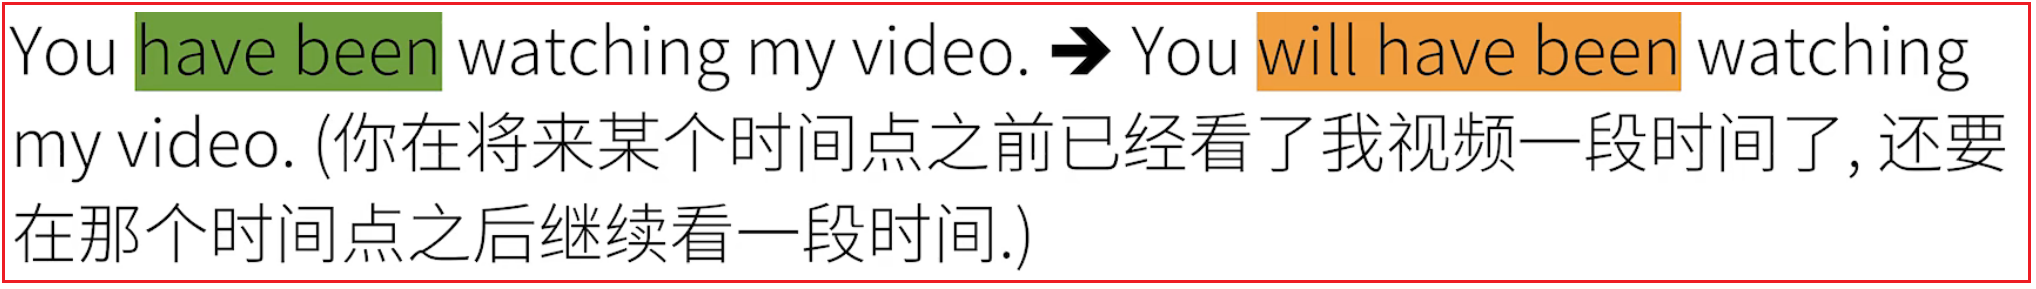 You have been watching my video. ➔ You will have been watching
my video. (你在将来某个时间点之前已经看了我视频一段时间了, 还要
在那个时间点之后继续看一段时间.)